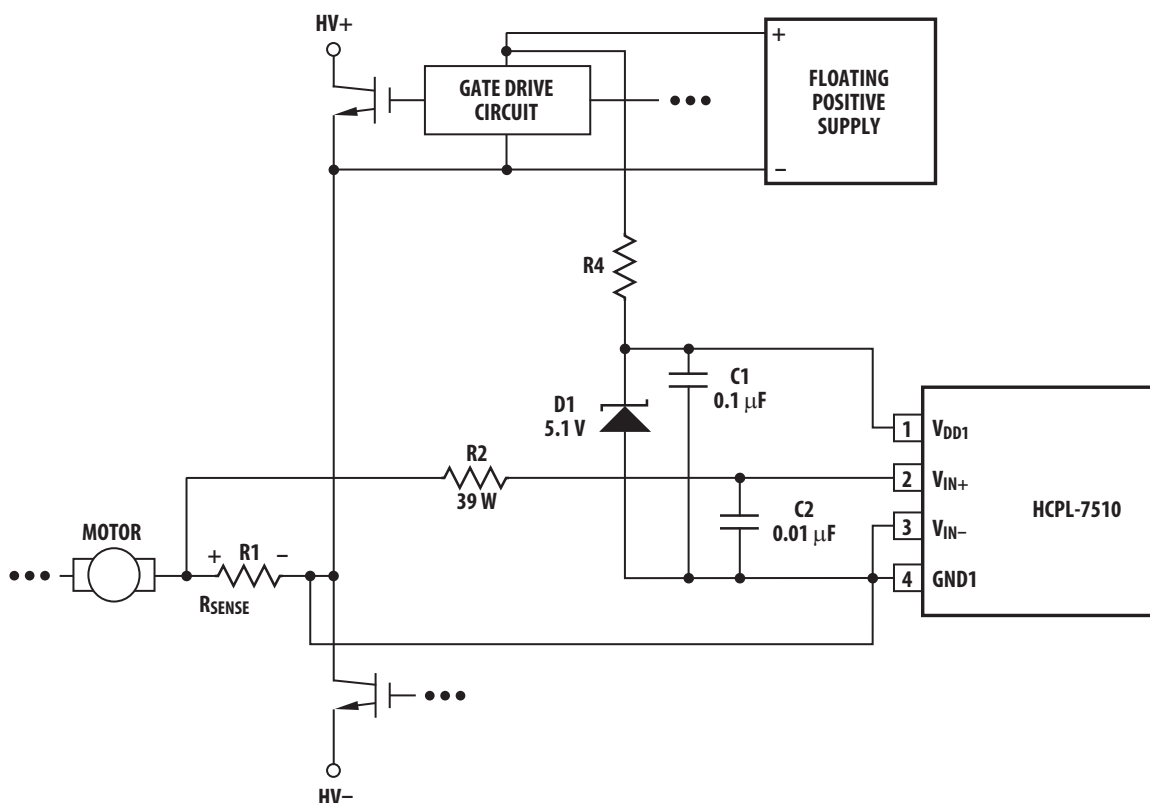 HV+
+
GATE DRIVE
CIRCUIT
•••
FLOATING
POSITIVE
SUPPLY
−
R4
C1
0.1 μF
D1
5.1 V
1 VDD1
R2
39 W
2 VIN+
C2
0.01 μF
HCPL-7510
3 VIN−
MOTOR
+ R1 −
•••
RSENSE
4 GND1
•••
HV−